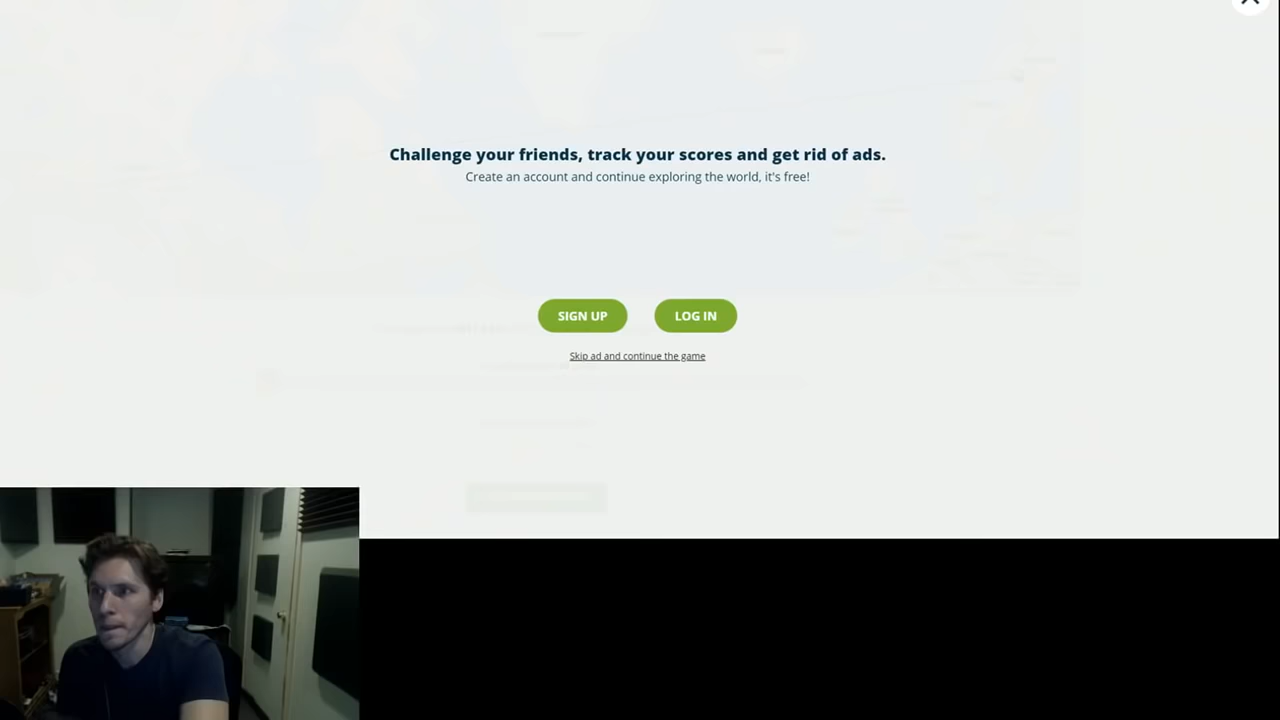 Challenge your friends, track your scores and get rid of ads.
Create an account and continue exploring the world, it's free!
SIGN UP
LOG IN
Skip ad and continue the game